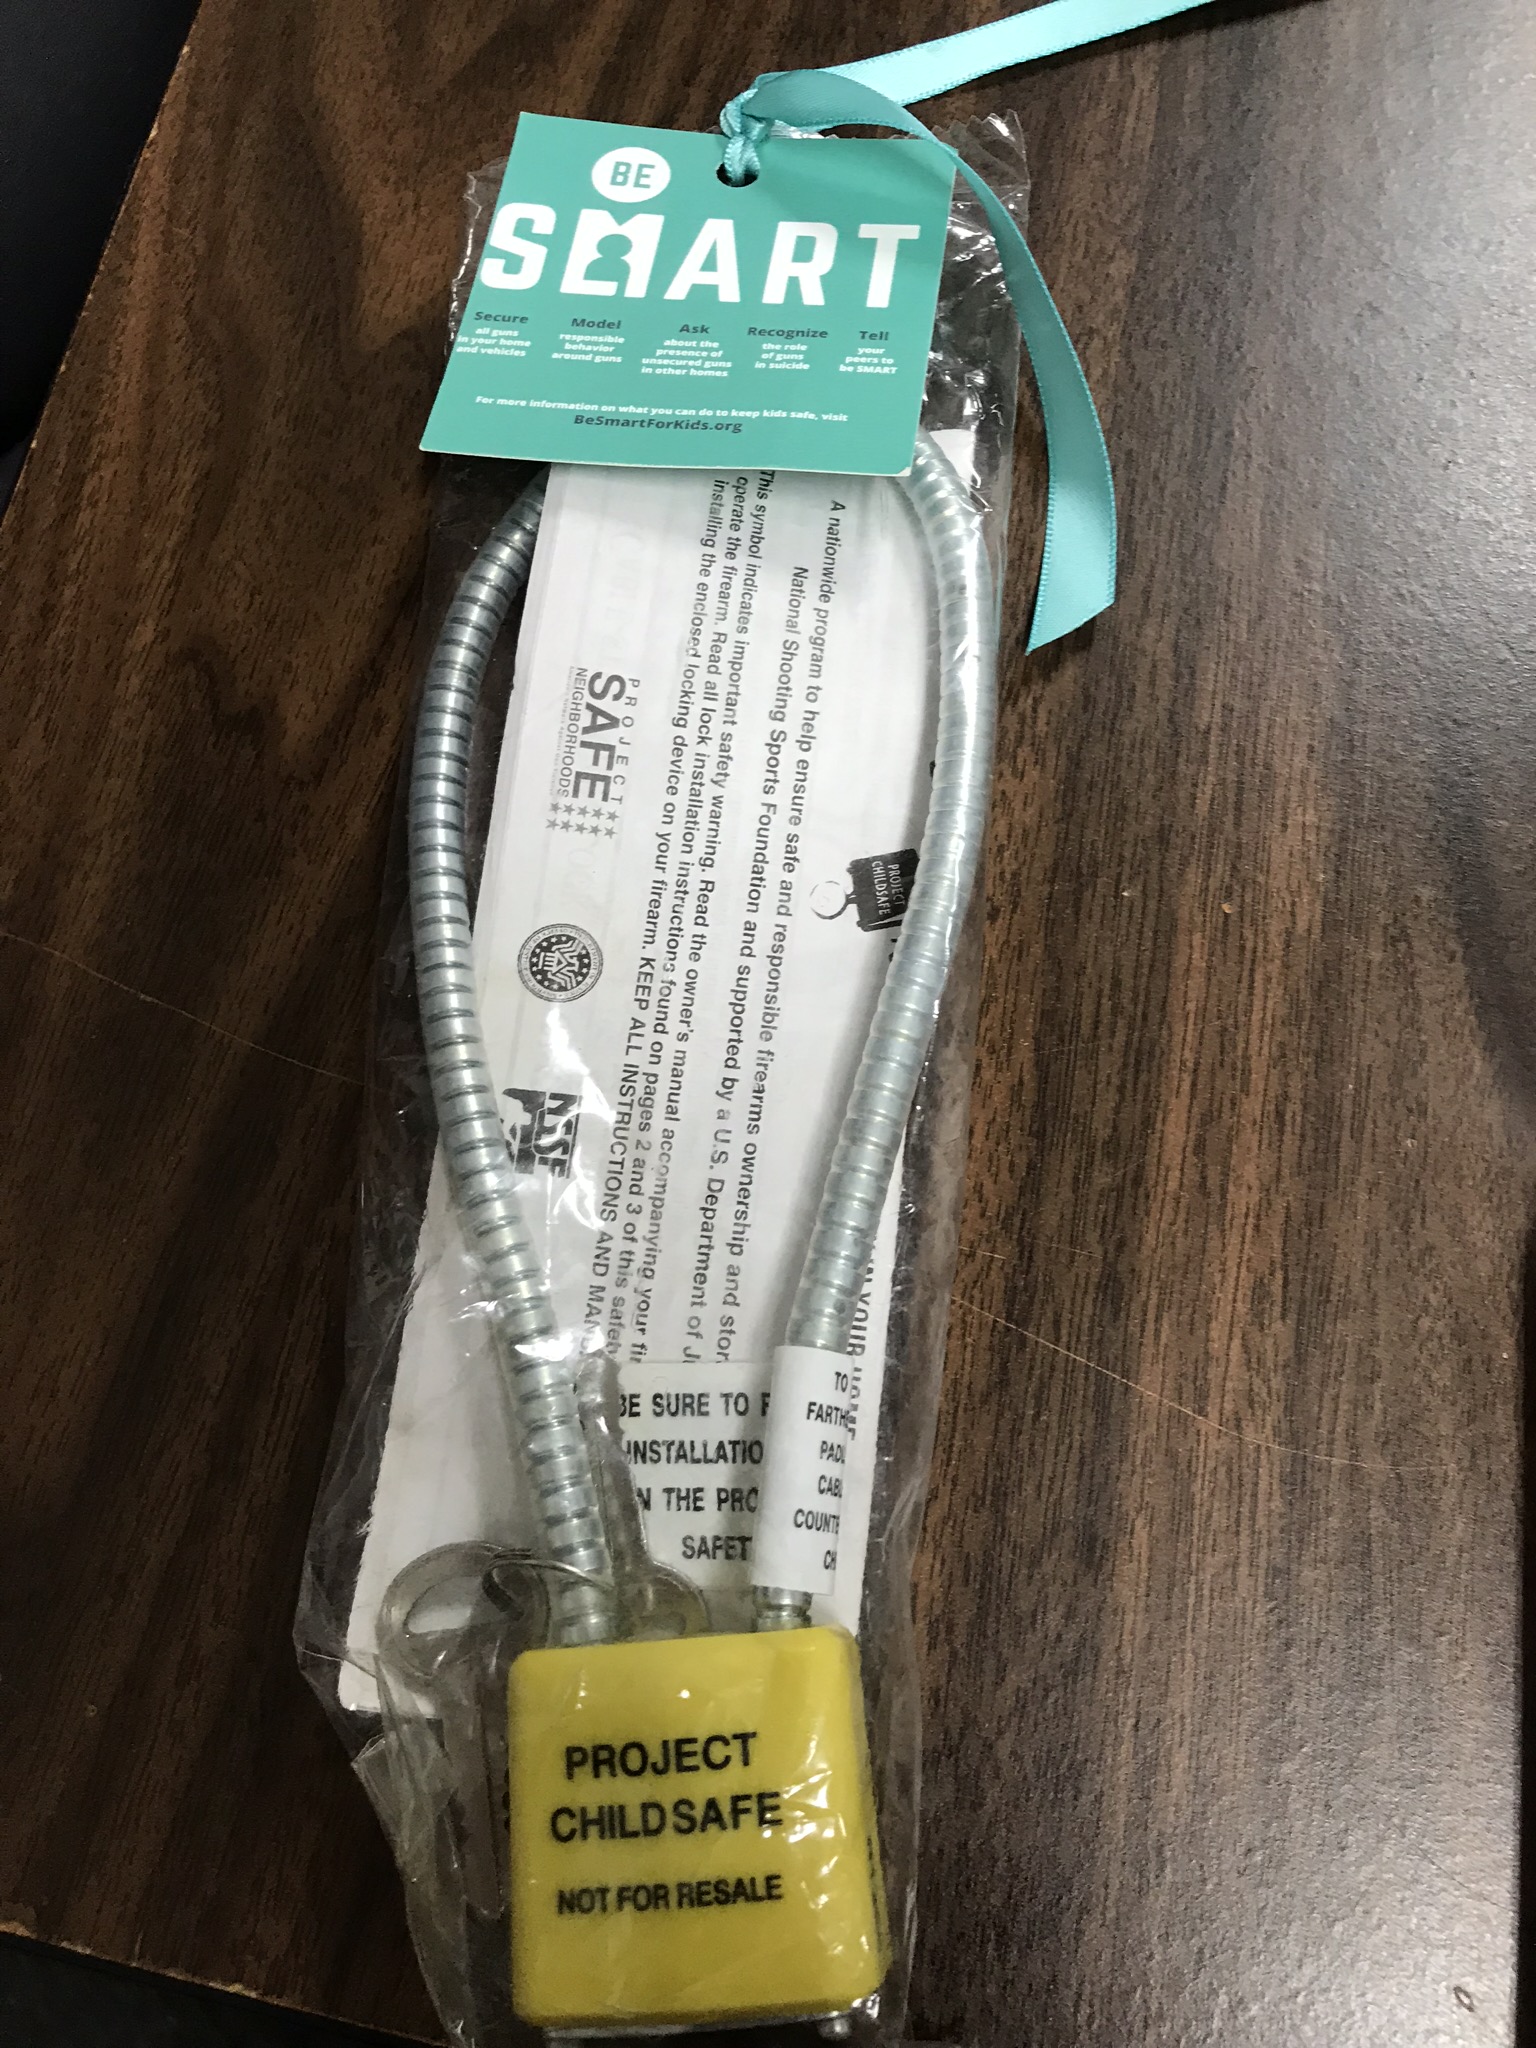 BE
SMART
Secure
all guns
in your home
and vehicles
Model
responsible
behavior
around guns
Ask
about the
presence of
unsecured guns
in other homes
Recognize
the role
of guns
in suicide
Tell
your
peers to
be SMART
For more information on what you can do to keep kids safe, visit
BeSmartForKids.org
PROJECT
CHILDSAFE
A nationwide program to help ensure safe and responsible firearms ownership and stor
National Shooting Sports Foundation and supported by a U.S. Department of
This symbol indicates important safety warning. Read the owner's manual accompanying your fi
operate the firearm. Read all lock installation instructions found on pages 2 and 3 of this safety
installing the enclosed locking device on your firearm. KEEP ALL INSTRUCTIONS AND
PROJECT
SAFE
NEIGHBORHOODS
NSSF
BE SURE TO
INSTALLATIO
IN THE PRO
SAFET
TO
FARTH
PADL
CABL
COUNTE
CH
PROJECT
CHILDSAFE
NOT FOR RESALE